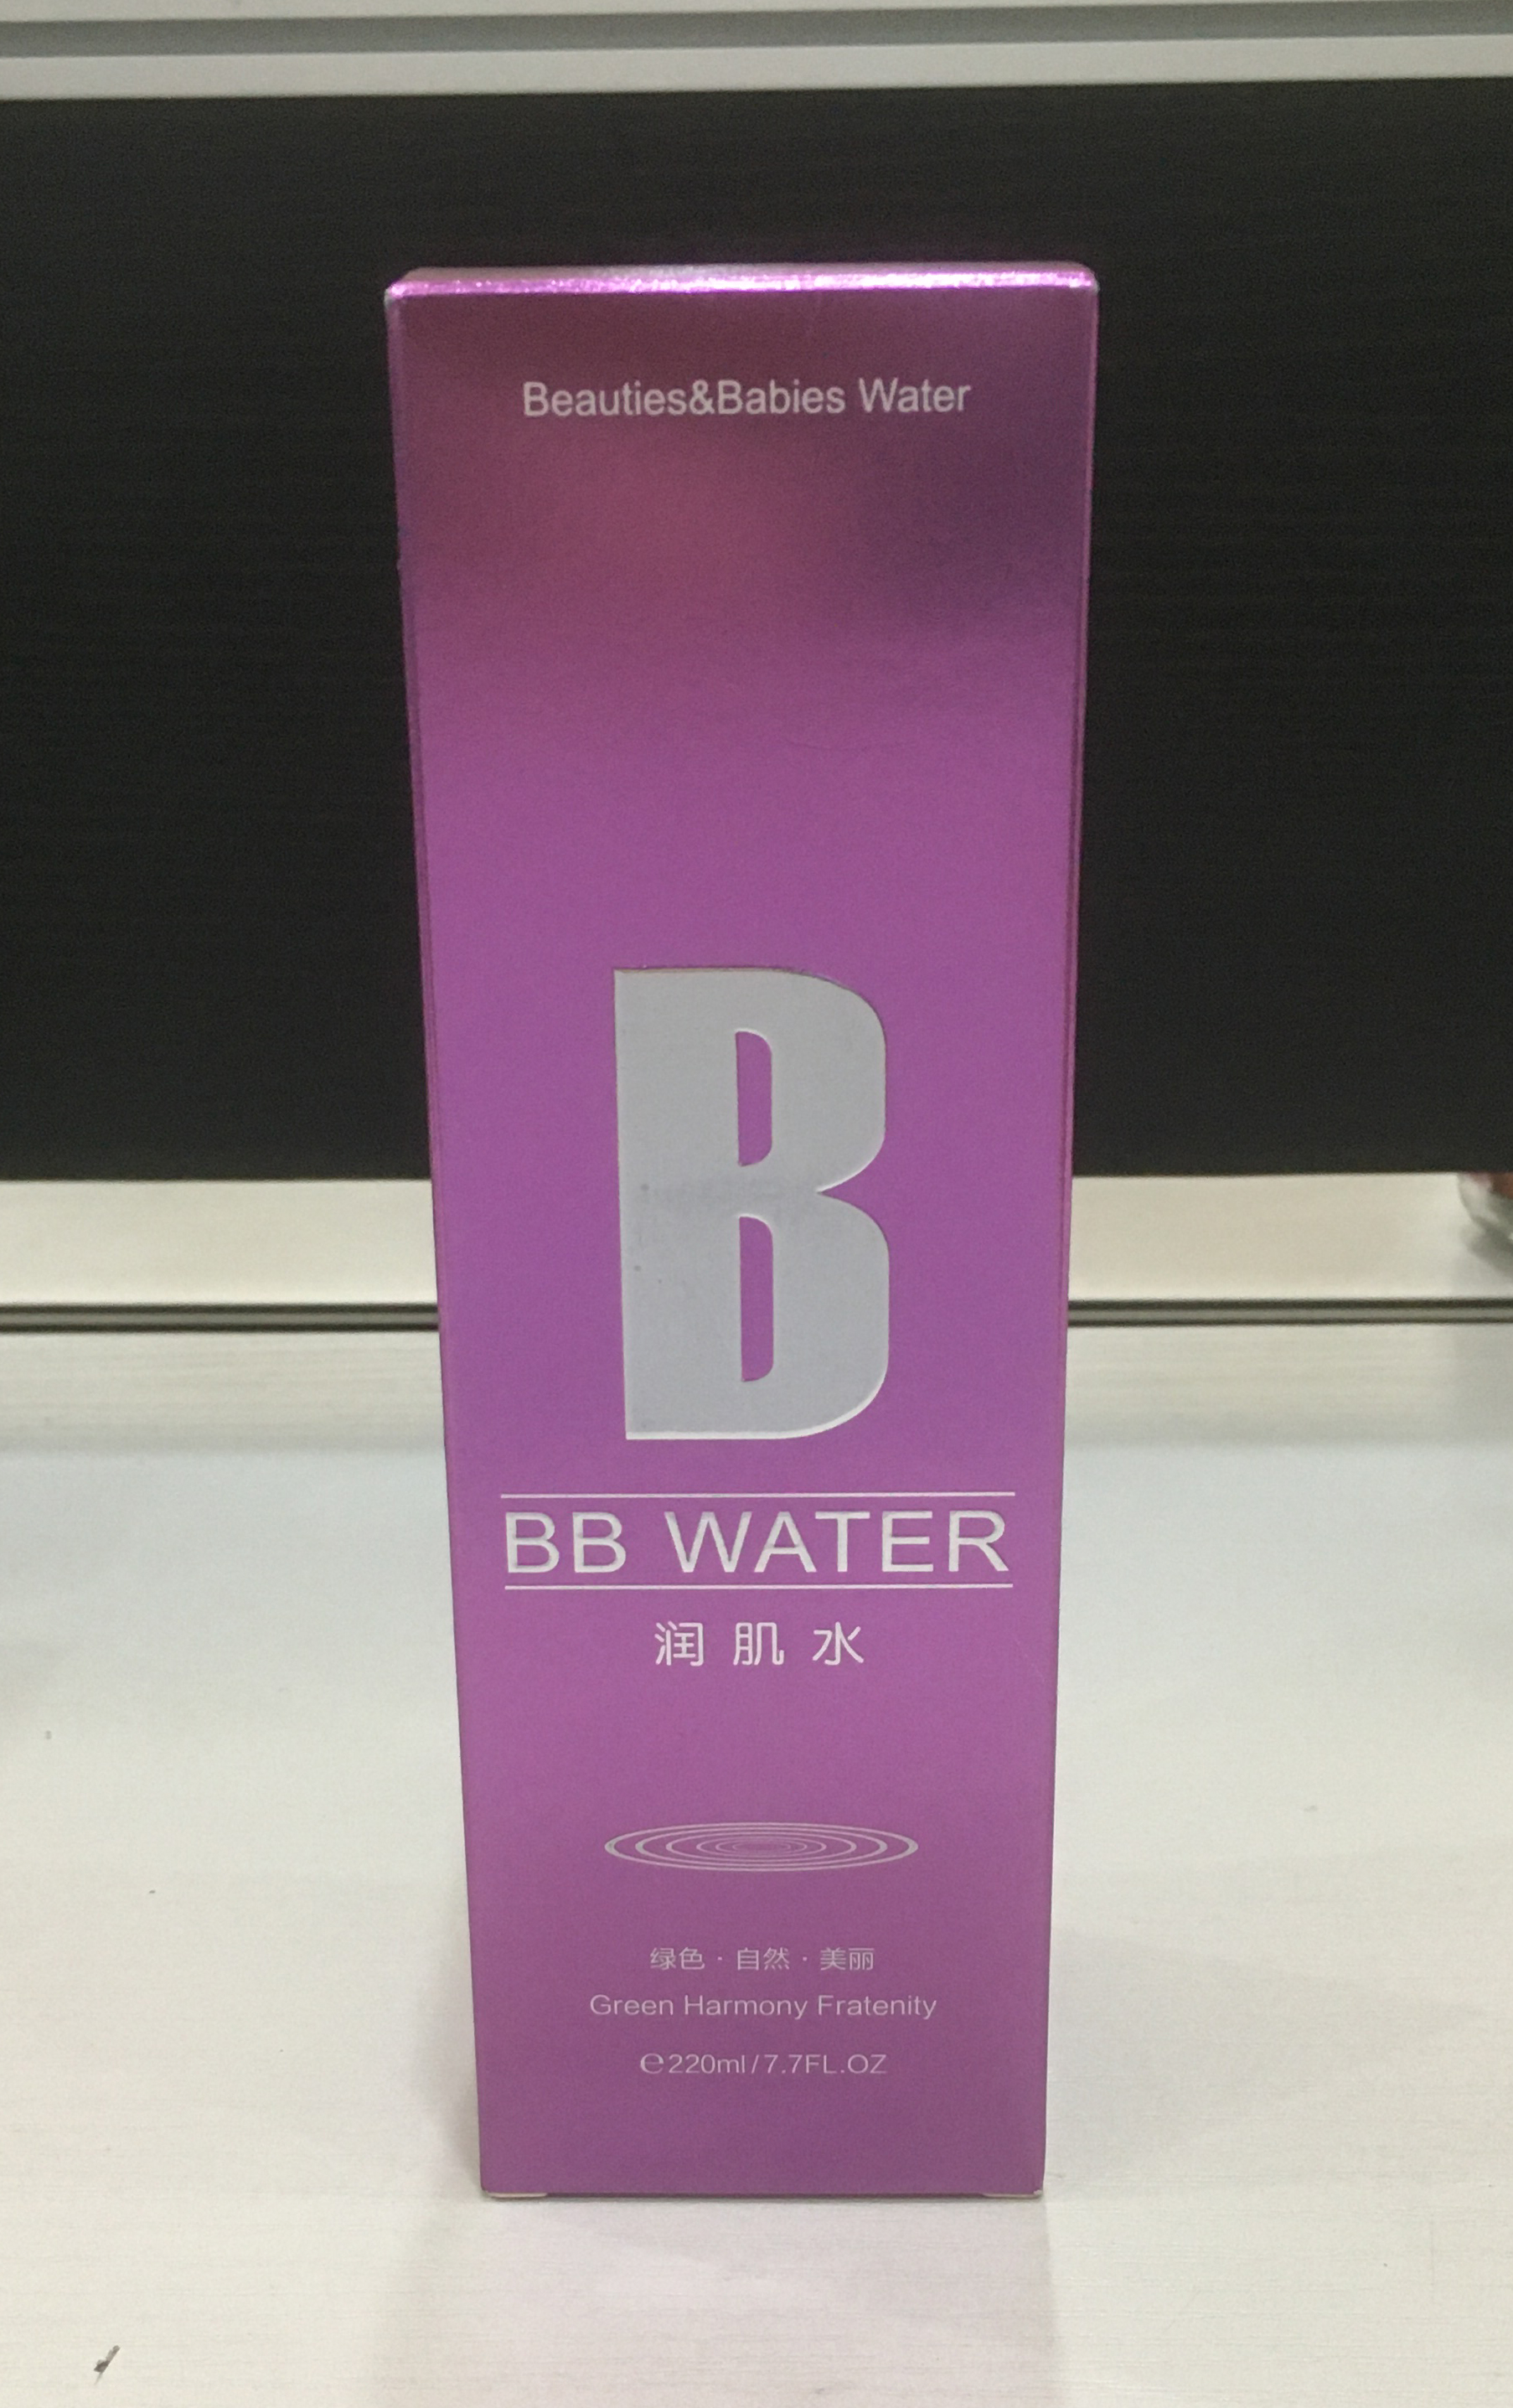 Beauties&Babies Water
B
BB WATER
润肌水
绿色·自然·美丽
Green Harmony Fratenity
℮220ml/7.7FL.OZ